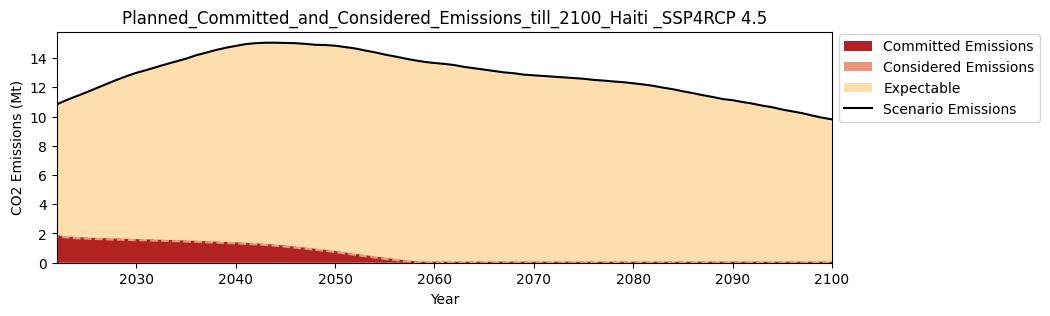 Planned_Committed_and_Considered_Emissions_till_2100_Haiti _SSP4RCP 4.5
CO2 Emissions (Mt)
14
12
10
8
6
4
2
0
2030 2040 2050 2060 2070 2080 2090 2100
Year
Committed Emissions
Considered Emissions
Expectable
Scenario Emissions